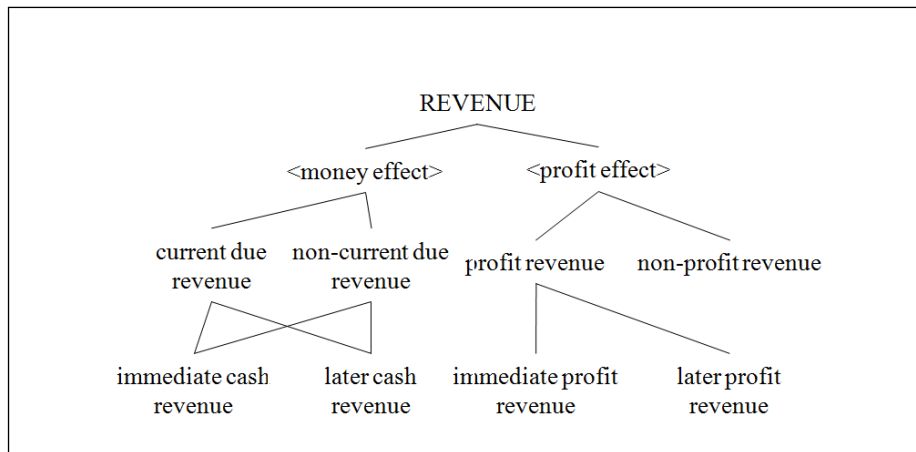 REVENUE
<money effect>
<profit effect>
current due
revenue
non-current due
revenue
profit revenue
non-profit revenue
immediate cash
revenue
later cash
revenue
immediate profit
revenue
later profit
revenue